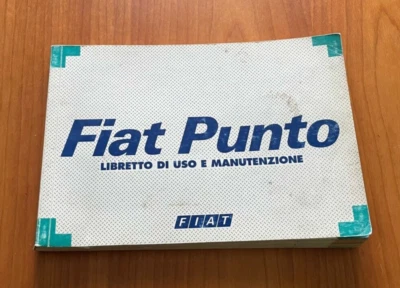 Fiat Punto
LIBRETTO DI USO E MANUTENZIONE
FIAT